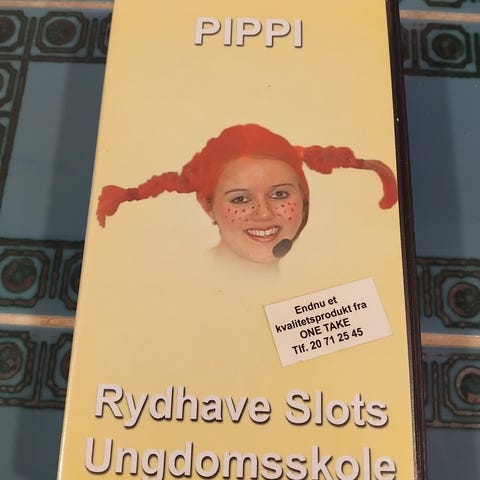 PIPPI
Endnu et
kvalitetsprodukt fra
ONE TAKE
Tlf. 20 71 25 45
Rydhave Slots
Ungdomsskole